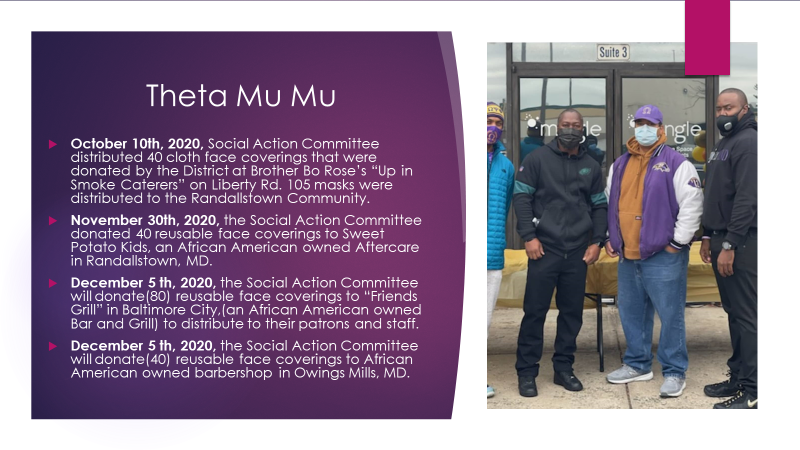 Theta Mu Mu
October 10th, 2020, Social Action Committee
distributed 40 cloth face coverings that were
donated by the District at Brother Bo Rose’s “Up in
Smoke Caterers” on Liberty Rd. 105 masks were
distributed to the Randallstown Community.
November 30th, 2020, the Social Action Committee
donated 40 reusable face coverings to Sweet
Potato Kids, an African American owned Aftercare
in Randallstown, MD.
December 5 th, 2020, the Social Action Committee
will donate(80) reusable face coverings to “Friends
Grill” in Baltimore City,(an African American owned
Bar and Grill) to distribute to their patrons and staff.
December 5 th, 2020, the Social Action Committee
will donate(40) reusable face coverings to African
American owned barbershop in Owings Mills, MD.
Suite 3